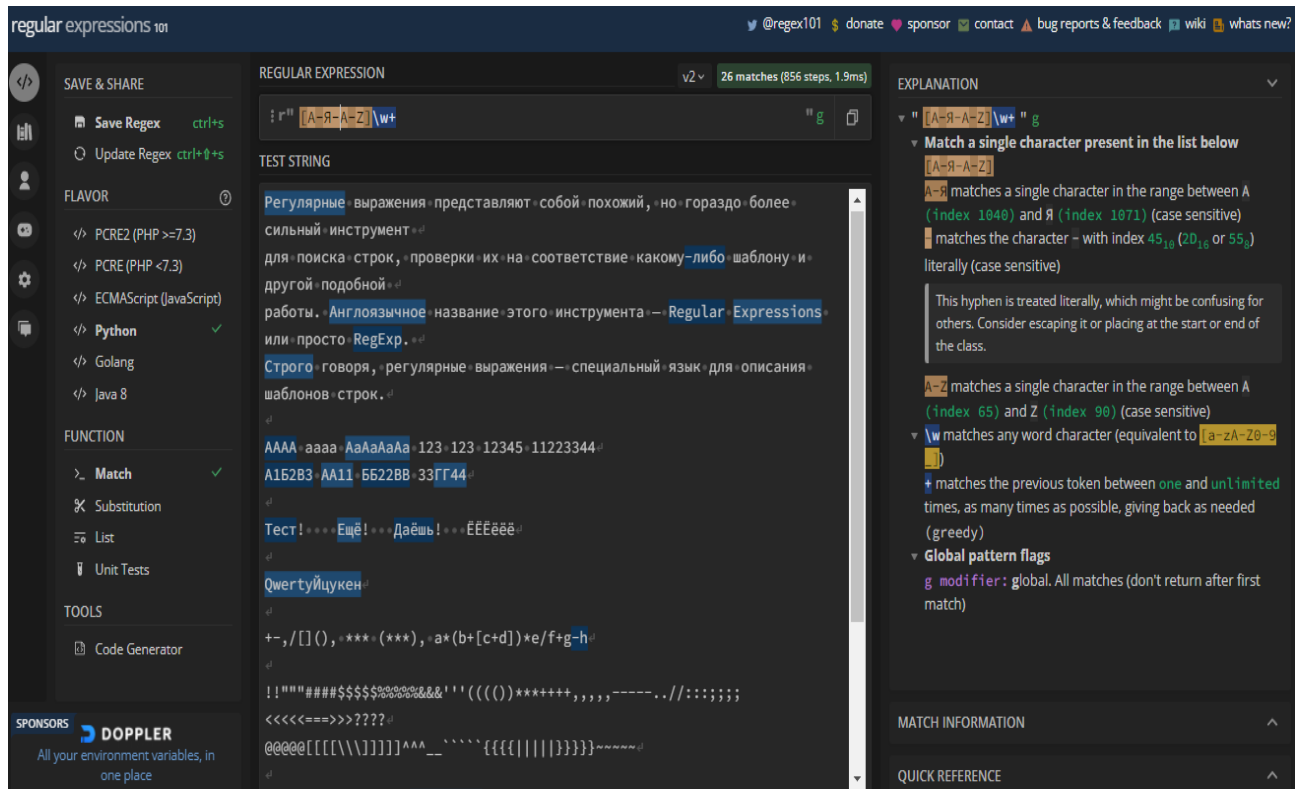 regular expressions 101
@regex101 $ donate sponsor contact bug reports & feedback wiki whats new?
SAVE & SHARE
Save Regex ctrl+s
Update Regex ctrl+⇧+s
FLAVOR
</> PCRE2 (PHP >=7.3)
</> PCRE (PHP <7.3)
</> ECMAScript (JavaScript)
</> Python ✓
</> Golang
</> Java 8
FUNCTION
>_ Match ✓
Substitution
List
Unit Tests
TOOLS
Code Generator
SPONSORS
DOPPLER
All your environment variables, in
one place
REGULAR EXPRESSION
v2 26 matches (856 steps, 1.9ms)
r" [А-Я-A-Z]\w+ " g
TEST STRING
Регулярные выражения представляют собой похожий, но гораздо более
сильный инструмент
для поиска строк, проверки их на соответствие какому-либо шаблону и
другой подобной
работы. Англоязычное название этого инструмента — Regular Expressions
или просто RegExp.
Строго говоря, регулярные выражения — специальный язык для описания
шаблонов строк.
АААА аааа АаАаАаАа 123 123 12345 11223344
А1Б2В3 АА11 ББ22ВВ 33ГГ44
Тест! Ещё! Даёшь! ЁЁЁёёё
QwertyЙцукен
+-,/[](), *** (***), a*(b+[c+d])*e/f+g-h
!!"""####$$$$$%%%%%&&&'''(((())***++++,,,,,-----..//:::;;;;
<<<<<===>>>????
@@@@@[[[[\\\]]]]]^^^__`````{{{{|||||}}}}}~~~~~
EXPLANATION
" [А-Я-A-Z]\w+ " g
Match a single character present in the list below
[А-Я-A-Z]
А-Я matches a single character in the range between А
(index 1040) and Я (index 1071) (case sensitive)
- matches the character - with index 45₁₀ (2D₁₆ or 55₈)
literally (case sensitive)
This hyphen is treated literally, which might be confusing for
others. Consider escaping it or placing at the start or end of
the class.
A-Z matches a single character in the range between A
(index 65) and Z (index 90) (case sensitive)
\w matches any word character (equivalent to [a-zA-Z0-9
_])
+ matches the previous token between one and unlimited
times, as many times as possible, giving back as needed
(greedy)
Global pattern flags
g modifier: global. All matches (don't return after first
match)
MATCH INFORMATION
QUICK REFERENCE